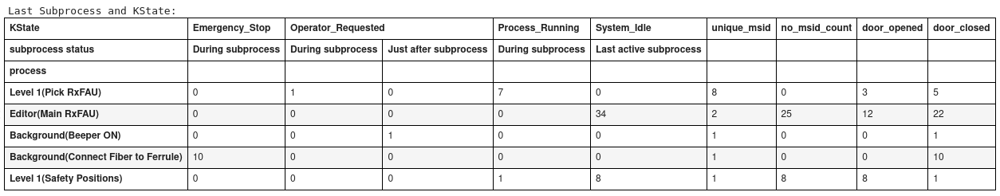 Last Subprocess and KState:
KState Emergency_Stop Operator_Requested Process_Running System_Idle unique_msid no_msid_count door_opened door_closed
subprocess status During subprocess During subprocess Just after subprocess During subprocess Last active subprocess
process
Level 1(Pick RxFAU) 0 1 0 7 0 8 0 3 5
Editor(Main RxFAU) 0 0 0 0 34 2 25 12 22
Background(Beeper ON) 0 0 1 0 0 1 0 0 1
Background(Connect Fiber to Ferrule) 10 0 0 0 0 1 0 0 10
Level 1(Safety Positions) 0 0 0 1 8 1 8 8 1